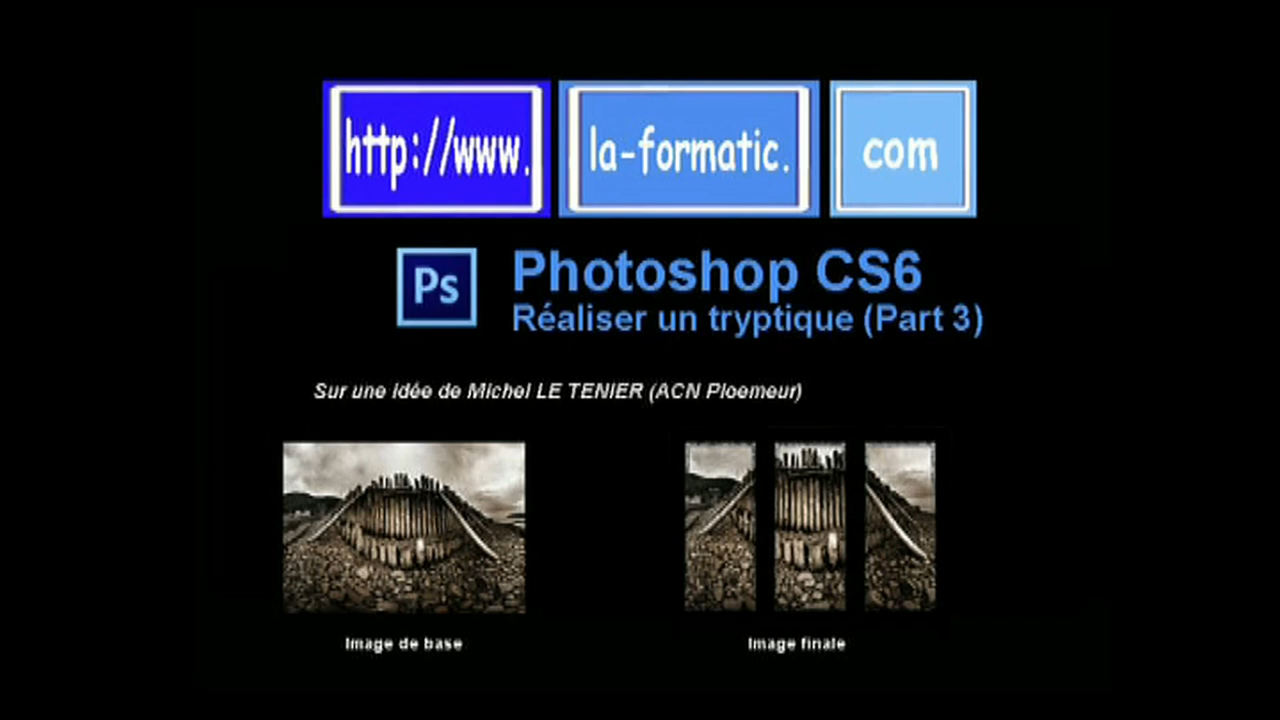 http://www. la-formatic. com
Ps
Photoshop CS6
Réaliser un tryptique (Part 3)
Sur une idée de Michel LE TENIER (ACN Ploemeur)
Image de base
Image finale